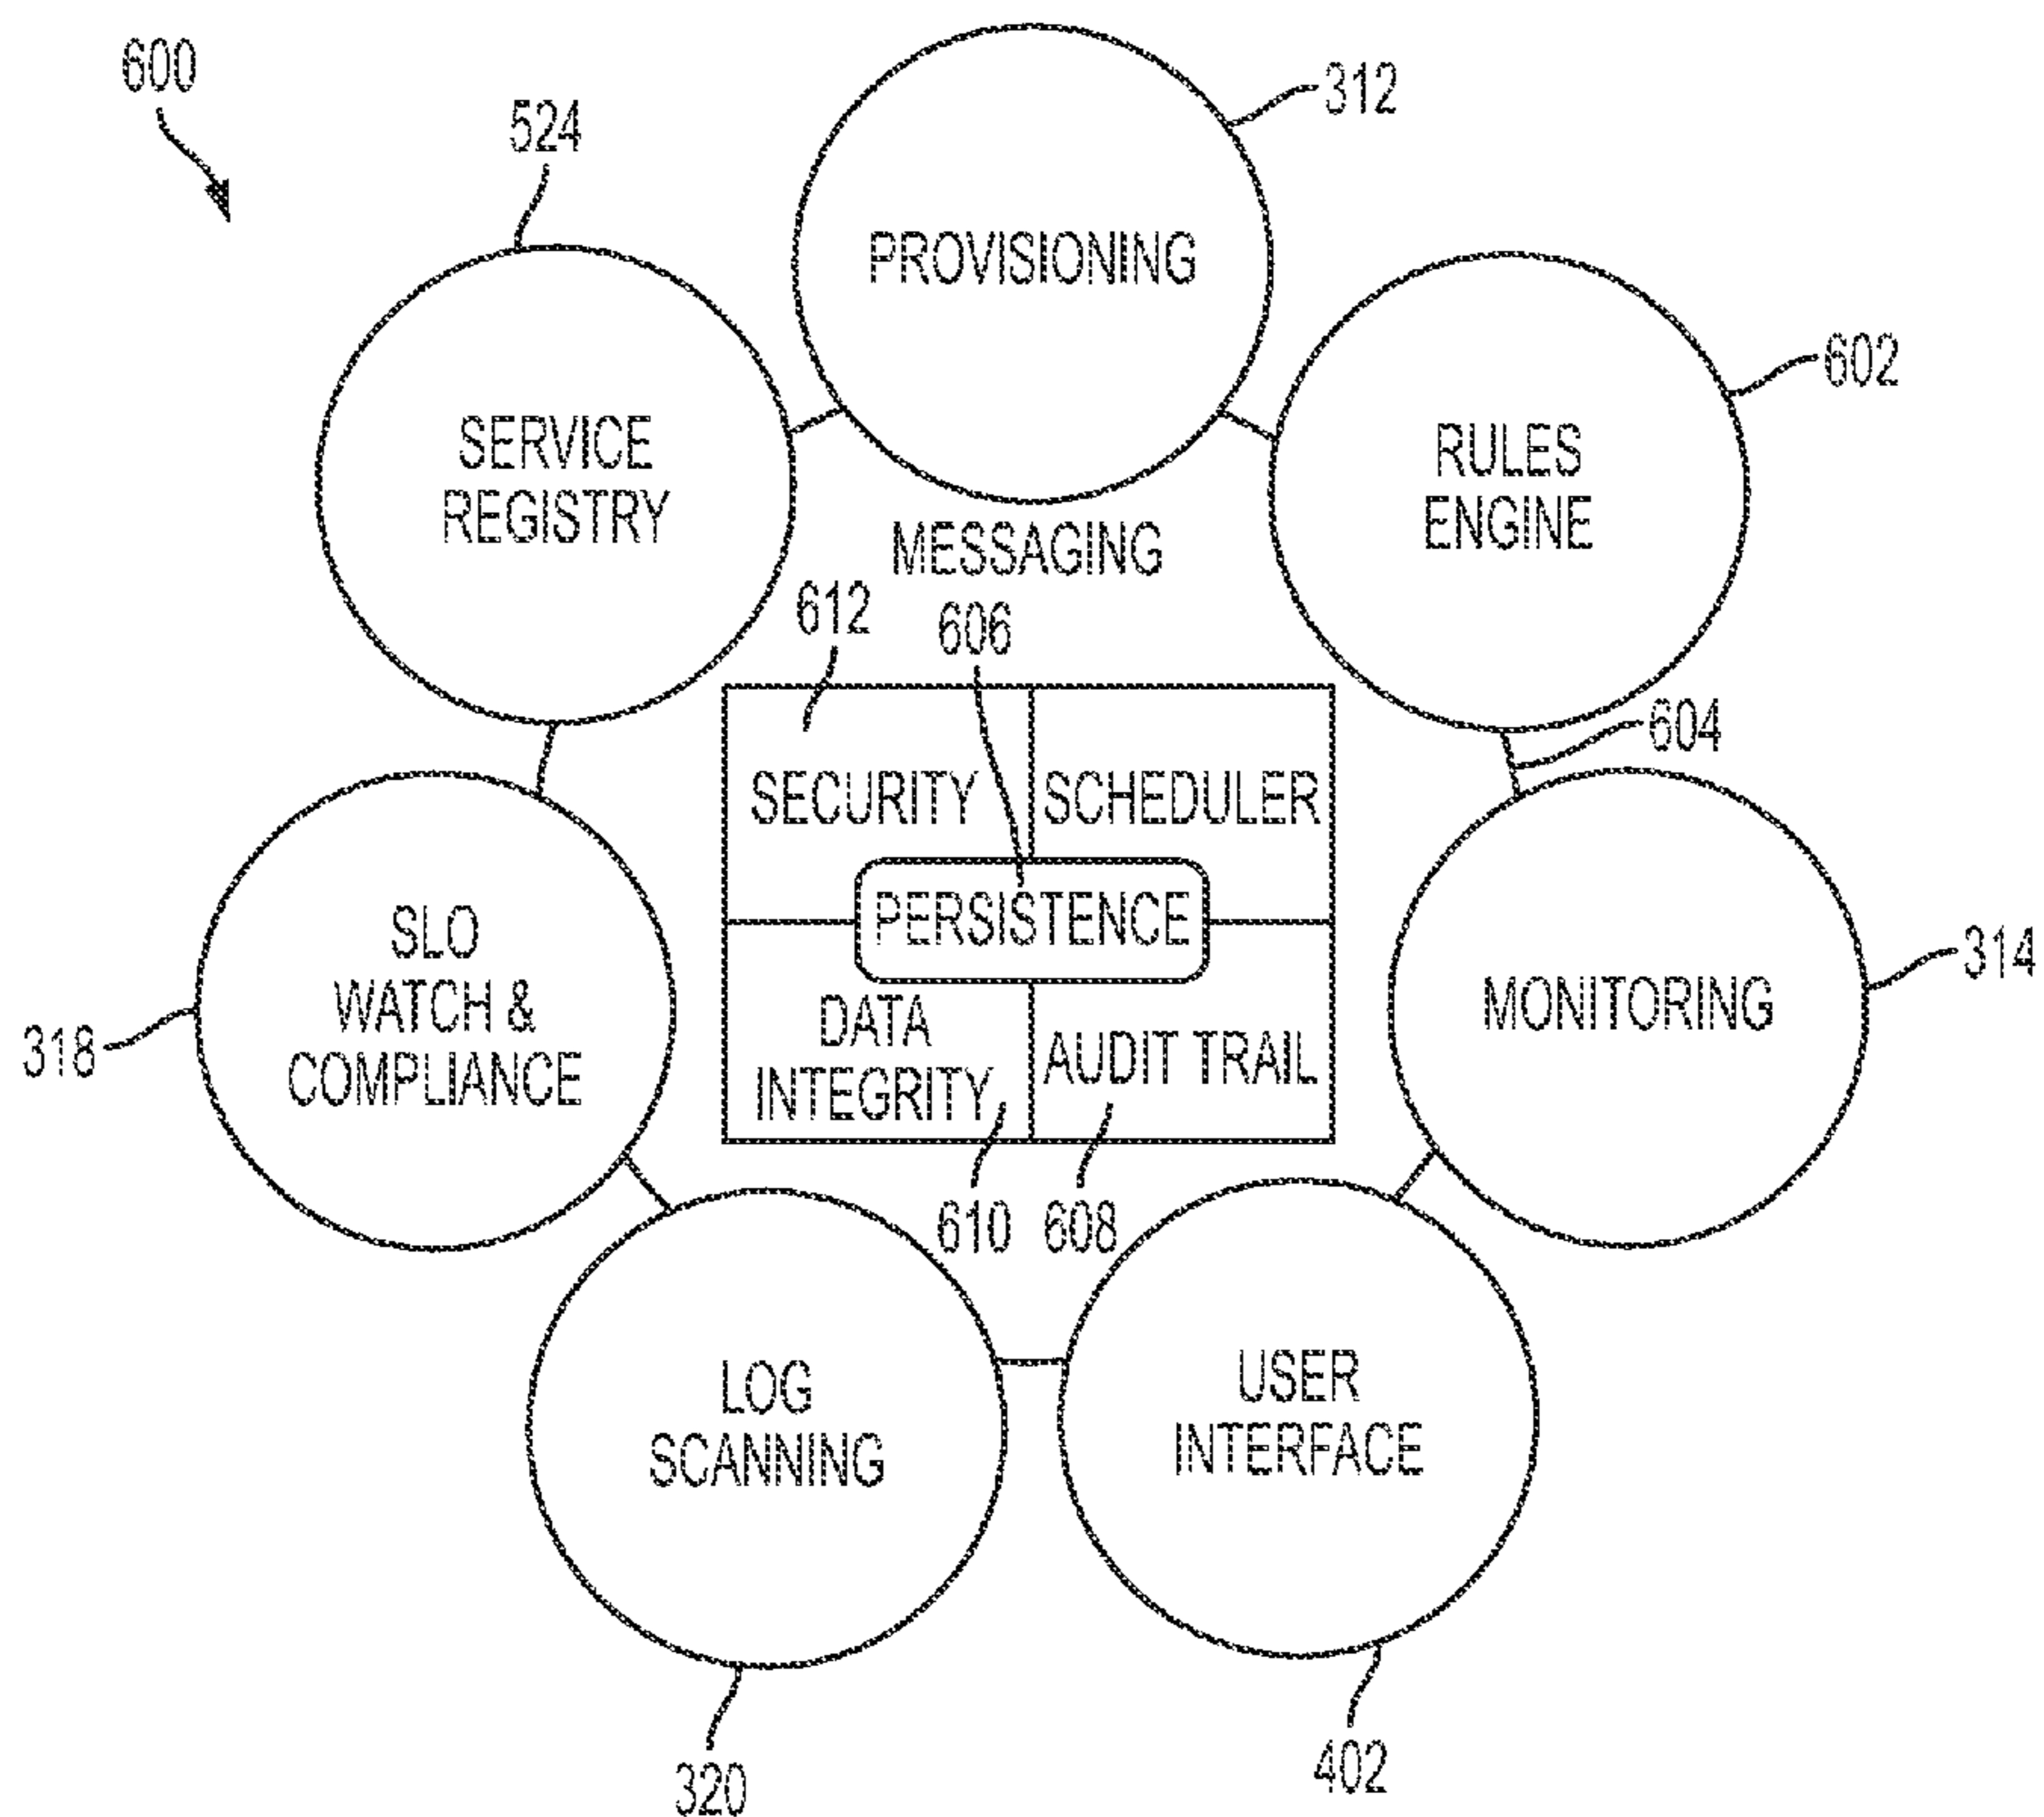 600
524
312
PROVISIONING
602
SERVICE
REGISTRY
RULES
ENGINE
MESSAGING
612
606
604
SECURITY
SCHEDULER
PERSISTENCE
SLO
WATCH &
COMPLIANCE
318
DATA
INTEGRITY
AUDIT TRAIL
MONITORING
314
610
608
LOG
SCANNING
USER
INTERFACE
320
402